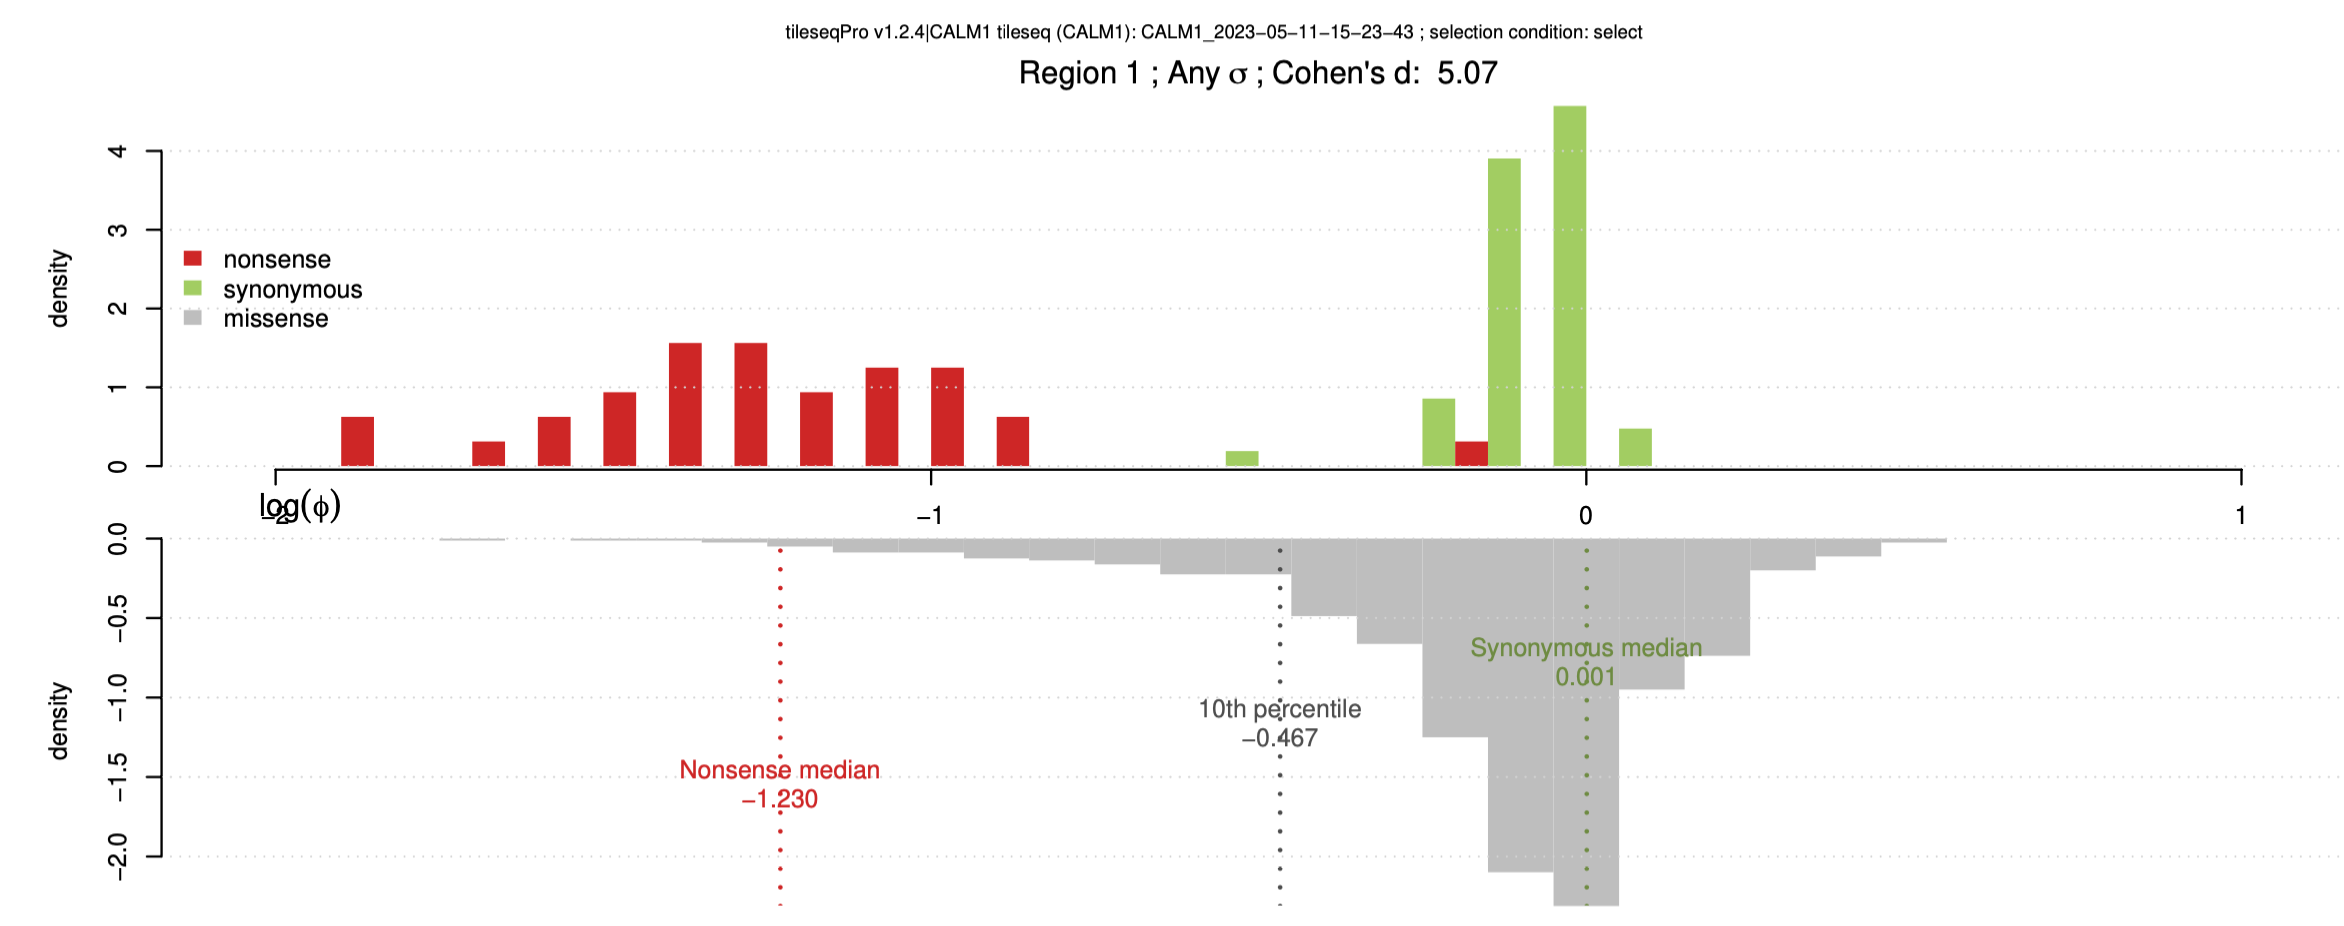 tileseqPro v1.2.4|CALM1 tileseq (CALM1): CALM1_2023−05−11−15−23−43 ; selection condition: select
Region 1 ; Any σ ; Cohen's d: 5.07
density
4
3
2
1
0
nonsense
synonymous
missense
log(ϕ)
−2
−1
0
1
density
0.0
−0.5
−1.0
−1.5
−2.0
Synonymous median
0.001
10th percentile
−0.467
Nonsense median
−1.230